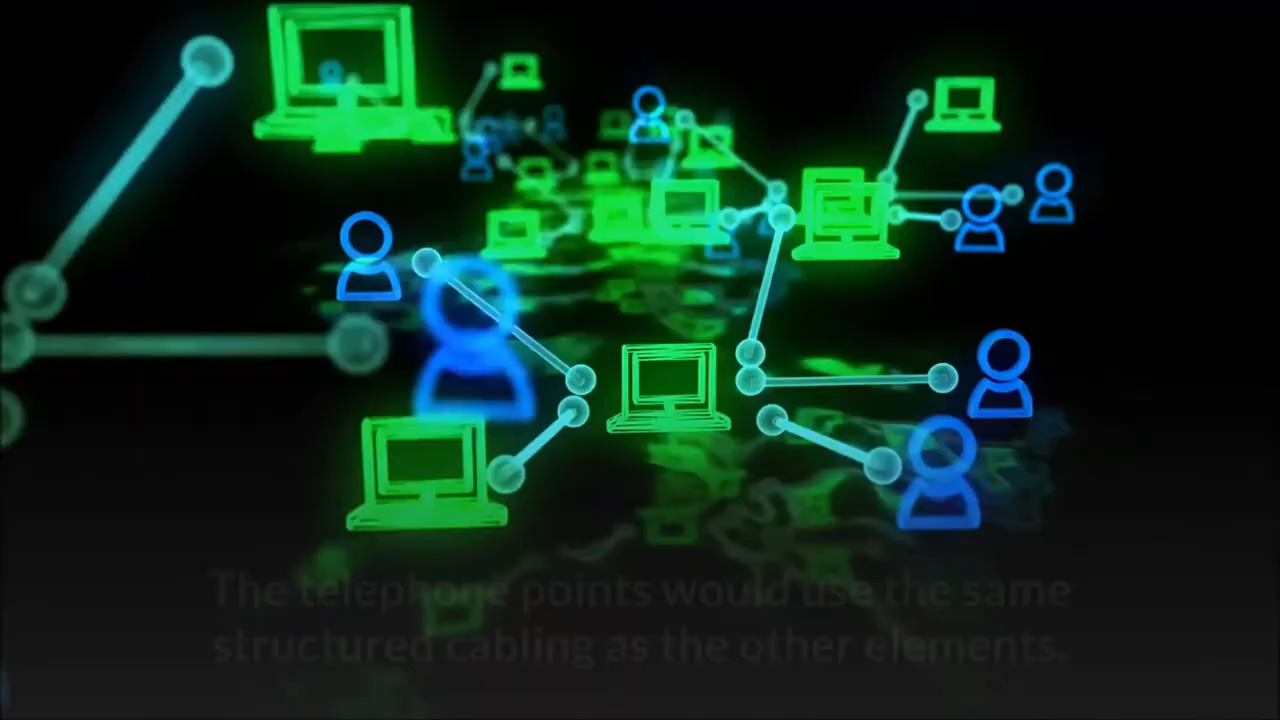 The telephone points would use the same
structured cabling as the other elements.